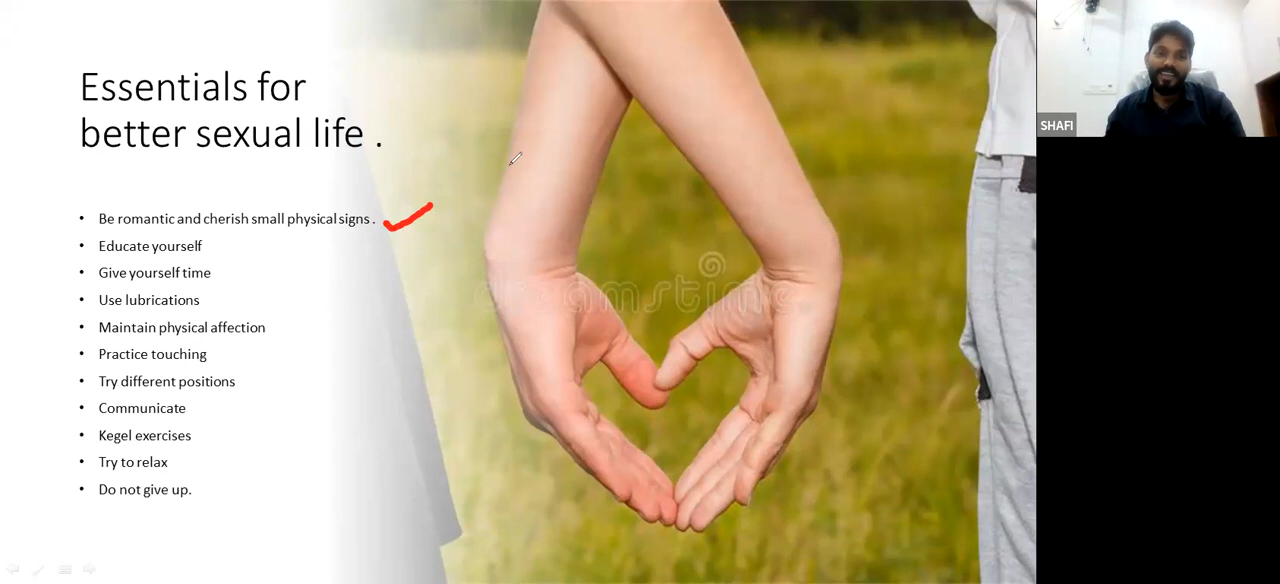 Essentials for
better sexual life .
• Be romantic and cherish small physical signs .
• Educate yourself
• Give yourself time
• Use lubrications
• Maintain physical affection
• Practice touching
• Try different positions
• Communicate
• Kegel exercises
• Try to relax
• Do not give up.
dreamstime
SHAFI